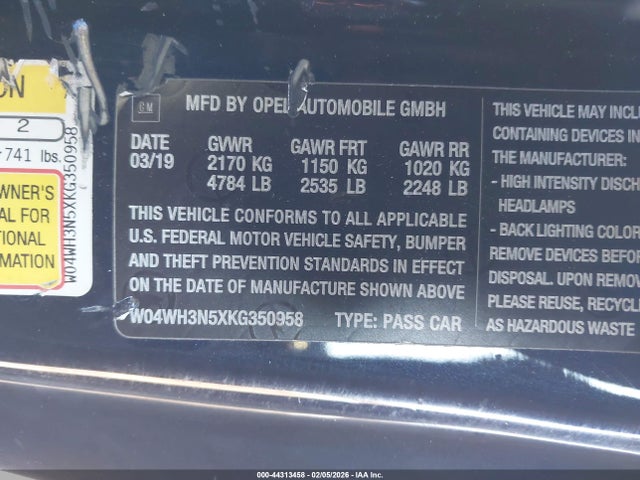 ON
2
741 lbs.
WNER'S
AL FOR
TIONAL
RMATION
W04WH3N5XKG350958
GM
MFD BY OPEL AUTOMOBILE GMBH
DATE GVWR GAWR FRT GAWR RR
03/19 2170 KG 1150 KG 1020 KG
4784 LB 2535 LB 2248 LB
THIS VEHICLE CONFORMS TO ALL APPLICABLE
U.S. FEDERAL MOTOR VEHICLE SAFETY, BUMPER
AND THEFT PREVENTION STANDARDS IN EFFECT
ON THE DATE OF MANUFACTURE SHOWN ABOVE
W04WH3N5XKG350958 TYPE: PASS CAR
THIS VEHICLE MAY INCLU
CONTAINING DEVICES IN
THE MANUFACTURER:
- HIGH INTENSITY DISCH
HEADLAMPS
- BACK LIGHTING COLOR
REMOVE DEVICES BEFOR
DISPOSAL. UPON REMOV
PLEASE REUSE, RECYCLE
AS HAZARDOUS WASTE
000-44313458 - 02/05/2026 - IAA, Inc.